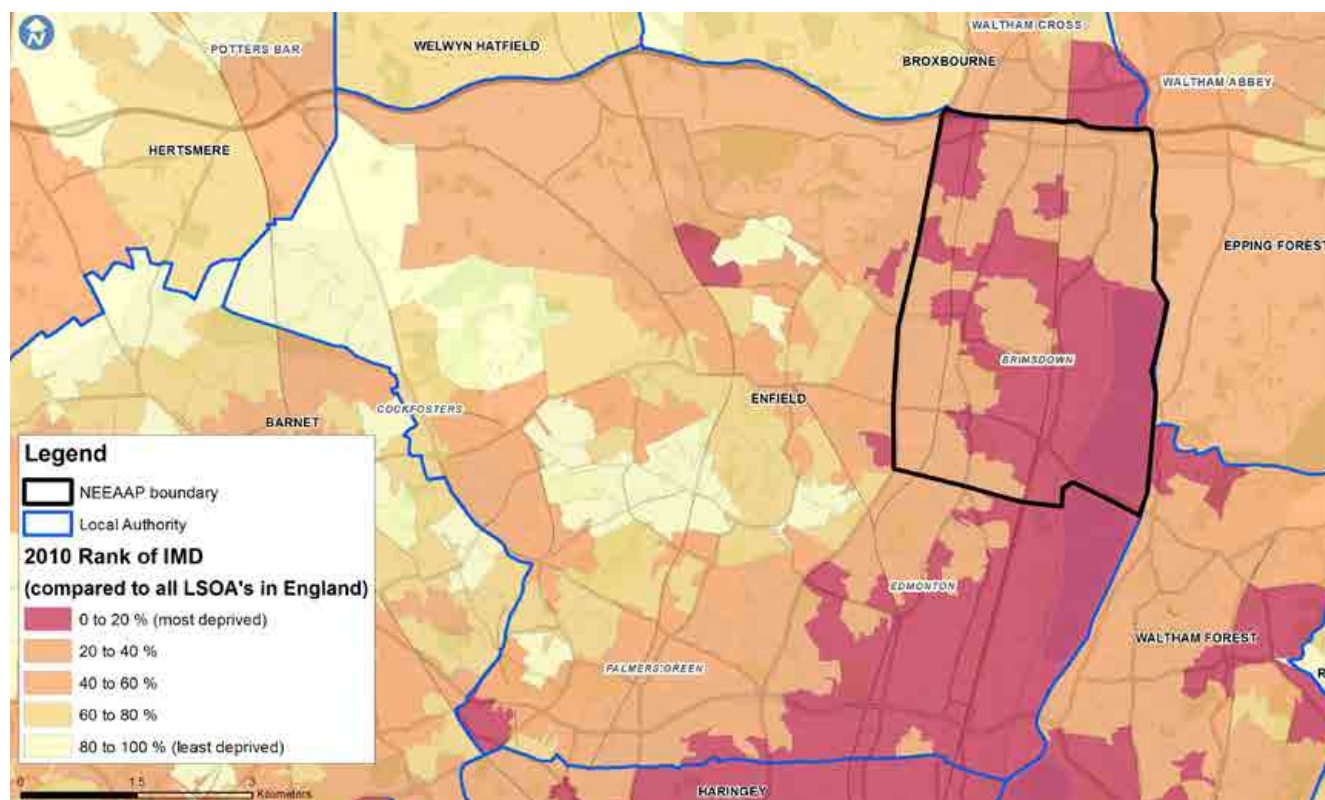 N
POTTERS BAR
WELWYN HATFIELD
WALTHAM CROSS
BROXBOURNE
WALTHAM ABBEY
HERTSMERE
EPPING FOREST
BRIMSDOWN
ENFIELD
COCKFOSTERS
BARNET
Legend
NEEAAP boundary
Local Authority
2010 Rank of IMD
(compared to all LSOA's in England)
0 to 20 % (most deprived)
20 to 40 %
40 to 60 %
60 to 80 %
80 to 100 % (least deprived)
EDMONTON
WALTHAM FOREST
PALMERS GREEN
R
0 1.5 3
Kilometers
HARINGEY